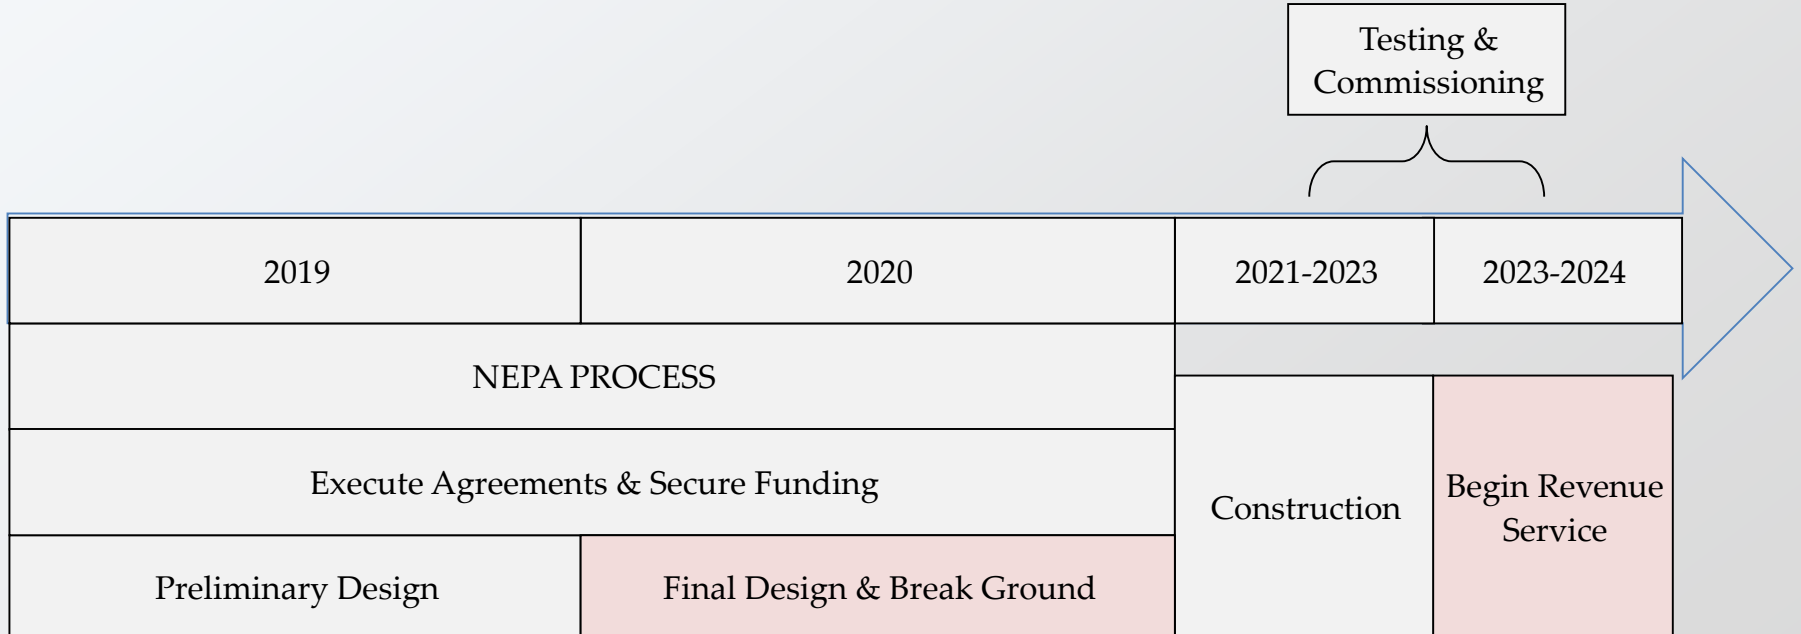 Testing &
Commissioning
2019
2020
2021-2023
2023-2024
NEPA PROCESS
Execute Agreements & Secure Funding
Preliminary Design
Final Design & Break Ground
Construction
Begin Revenue
Service